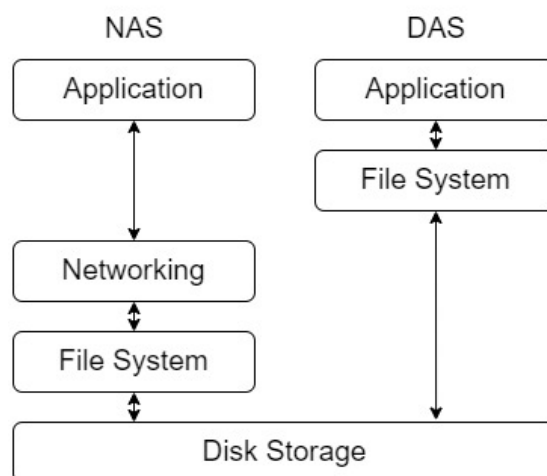 NAS
DAS
Application
Application
File System
Networking
File System
Disk Storage